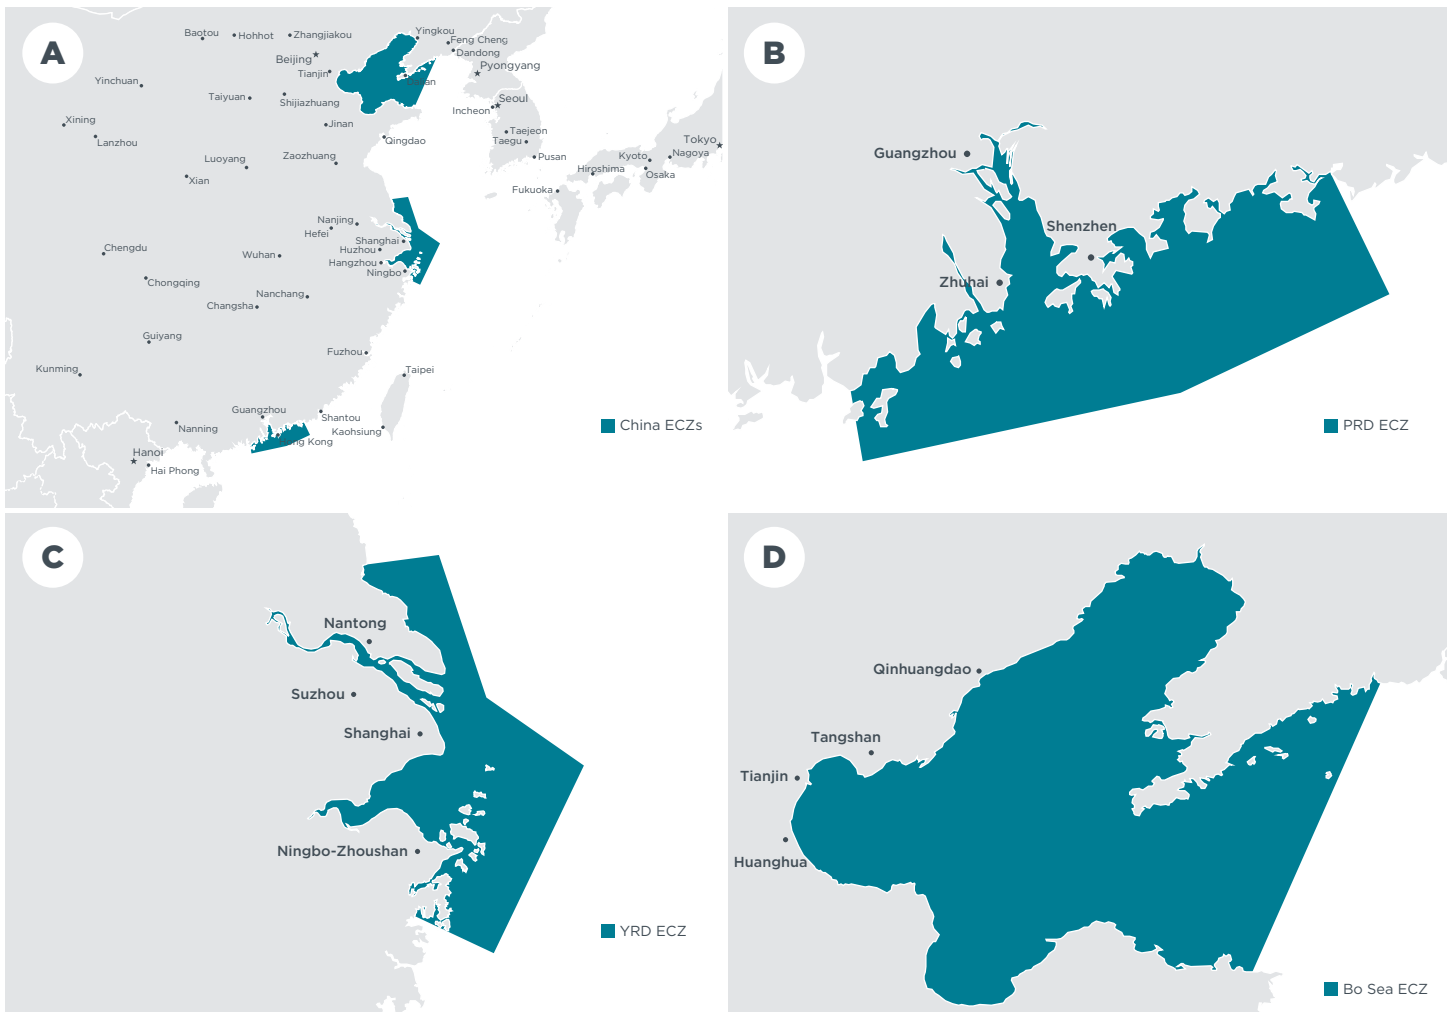 A
Baotou
Hohhot
Zhangjiakou
Yingkou
Feng Cheng
Dandong
Beijing
Pyongyang
Tianjin
Yinchuan
Taiyuan
Shijiazhuang
Seoul
Incheon
Xining
Jinan
Lanzhou
Qingdao
Taejeon
Taegu
Tokyo
Luoyang
Zaozhuang
Pusan
Kyoto
Nagoya
Hiroshima
Osaka
Xian
Fukuoka
Nanjing
Hefei
Shanghai
Huzhou
Chengdu
Wuhan
Hangzhou
Ningbo
Chongqing
Nanchang
Changsha
Guiyang
Fuzhou
Kunming
Taipei
Guangzhou
Shantou
Nanning
Kaohsiung
Hong Kong
Hanoi
Hai Phong
China ECZs
B
Guangzhou
Shenzhen
Zhuhai
PRD ECZ
C
Nantong
Suzhou
Shanghai
Ningbo-Zhoushan
YRD ECZ
D
Qinhuangdao
Tangshan
Tianjin
Huanghua
Bo Sea ECZ